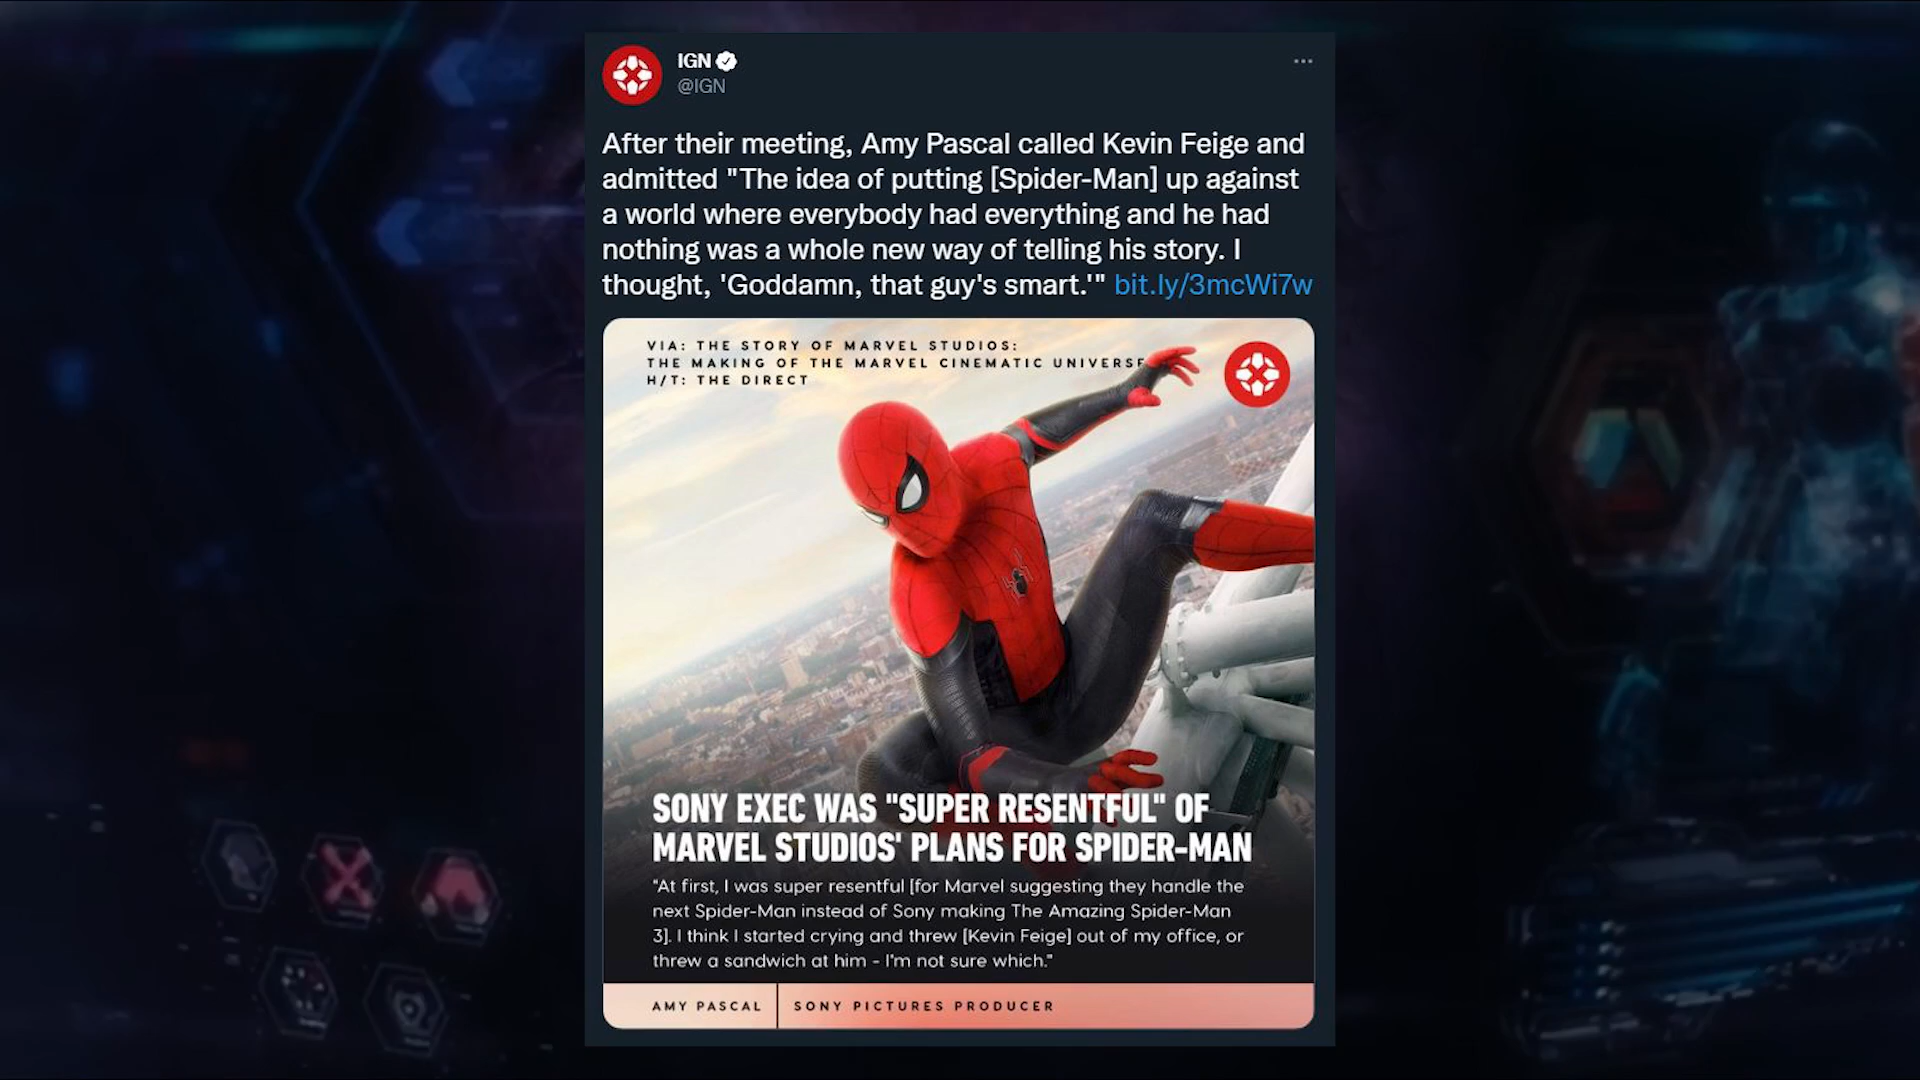 IGN
@IGN
After their meeting, Amy Pascal called Kevin Feige and
admitted "The idea of putting [Spider-Man] up against
a world where everybody had everything and he had
nothing was a whole new way of telling his story. I
thought, 'Goddamn, that guy's smart.'" bit.ly/3mcWi7w
VIA: THE STORY OF MARVEL STUDIOS:
THE MAKING OF THE MARVEL CINEMATIC UNIVERSE
H/T: THE DIRECT
SONY EXEC WAS "SUPER RESENTFUL" OF
MARVEL STUDIOS' PLANS FOR SPIDER-MAN
"At first, I was super resentful [for Marvel suggesting they handle the
next Spider-Man instead of Sony making The Amazing Spider-Man
3]. I think I started crying and threw [Kevin Feige] out of my office, or
threw a sandwich at him - I'm not sure which."
AMY PASCAL SONY PICTURES PRODUCER